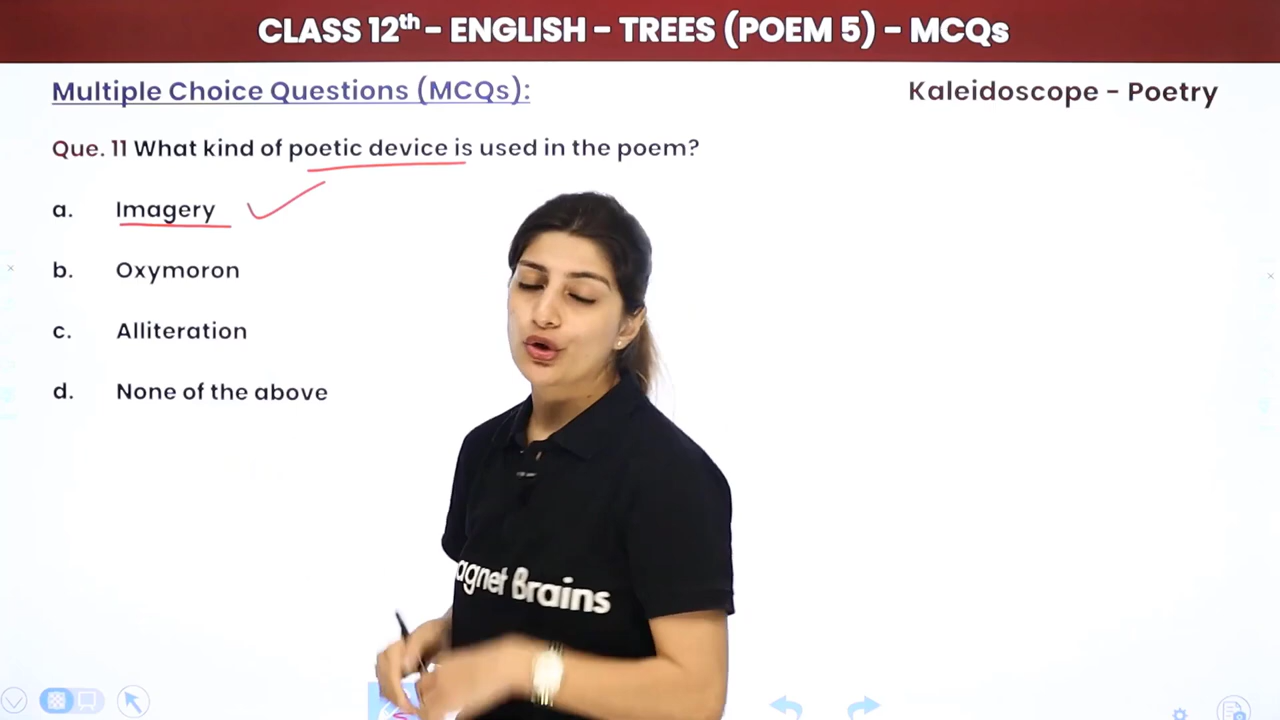 CLASS 12th - ENGLISH - TREES (POEM 5) - MCQs
Multiple Choice Questions (MCQs):
Kaleidoscope - Poetry
Que. 11 What kind of poetic device is used in the poem?
a. Imagery
b. Oxymoron
c. Alliteration
d. None of the above
agnet Brains